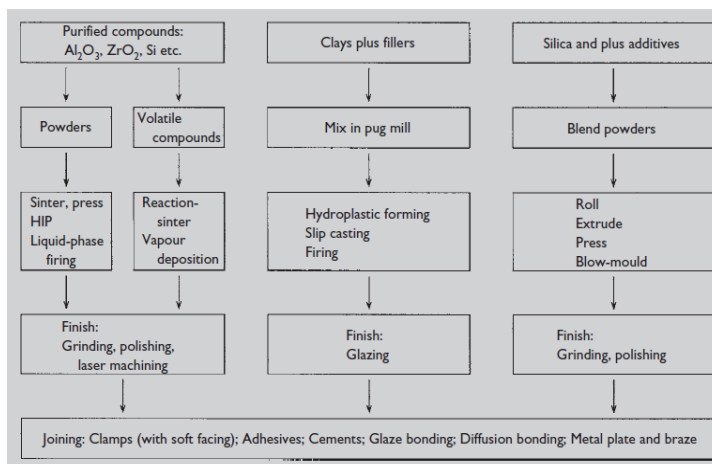 Purified compounds:
Al₂O₃, ZrO₂, Si etc.
Clays plus fillers
Silica and plus additives
Powders
Volatile
compounds
Mix in pug mill
Blend powders
Sinter, press
HIP
Liquid-phase
firing
Reaction-
sinter
Vapour
deposition
Hydroplastic forming
Slip casting
Firing
Roll
Extrude
Press
Blow-mould
Finish:
Grinding, polishing,
laser machining
Finish:
Glazing
Finish:
Grinding, polishing
Joining: Clamps (with soft facing); Adhesives; Cements; Glaze bonding; Diffusion bonding; Metal plate and braze